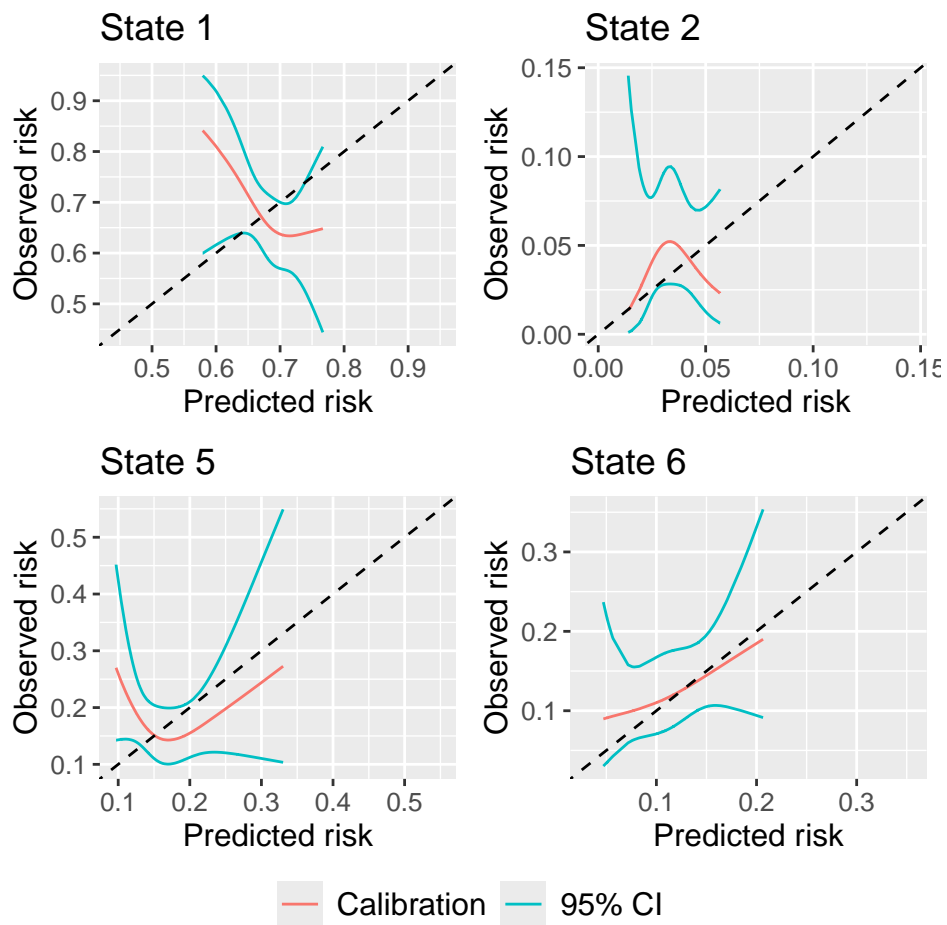 State 1
0.9
0.8
0.7
0.6
0.5
Observed risk
0.5 0.6 0.7 0.8 0.9
Predicted risk
State 2
0.15
0.10
0.05
0.00
Observed risk
0.00 0.05 0.10 0.15
Predicted risk
State 5
0.5
0.4
0.3
0.2
0.1
Observed risk
0.1 0.2 0.3 0.4 0.5
Predicted risk
State 6
0.3
0.2
0.1
Observed risk
0.1 0.2 0.3
Predicted risk
Calibration 95% CI